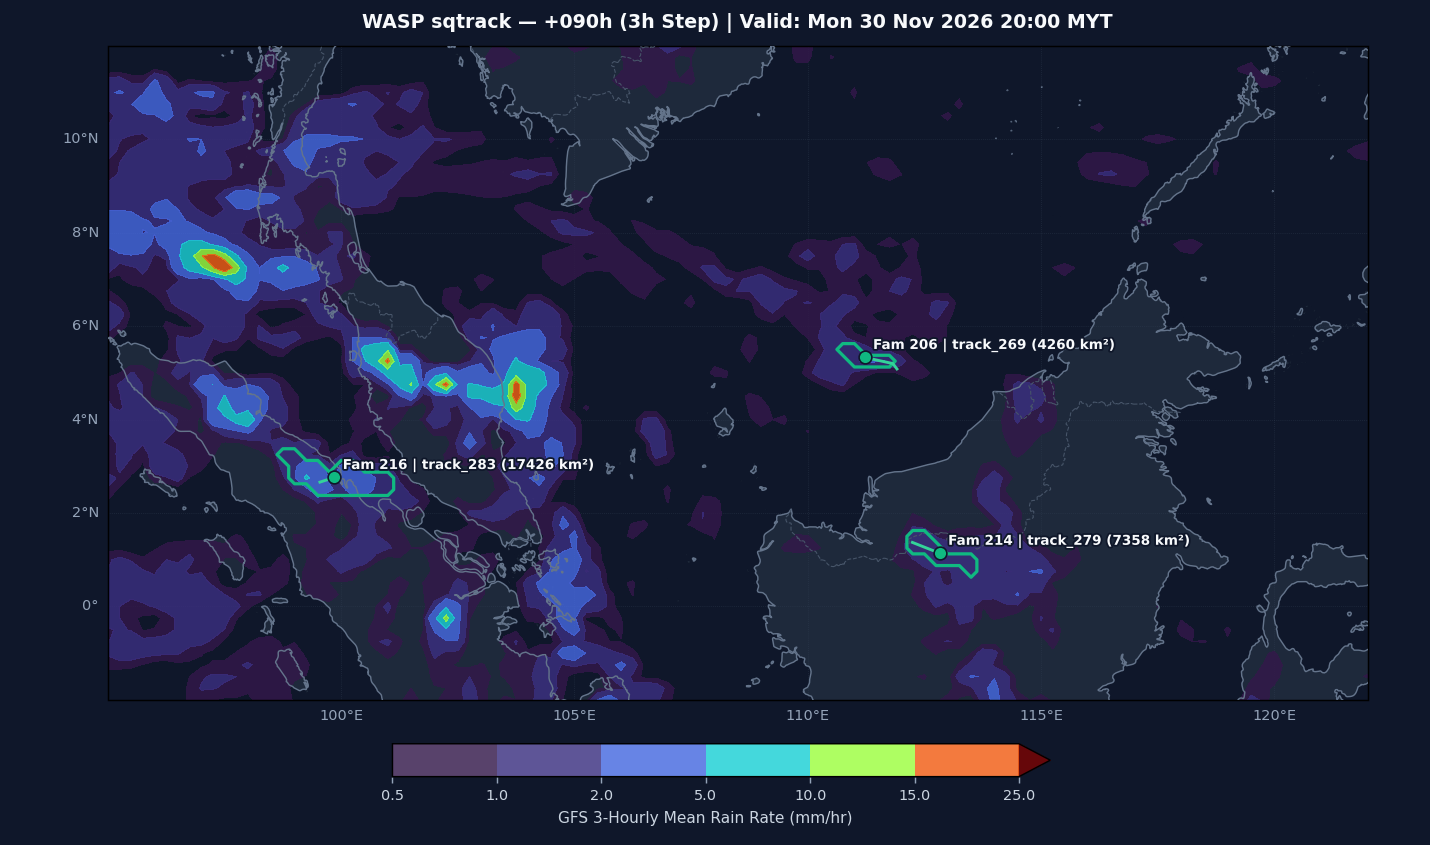 WASP sqtrack — +090h (3h Step) | Valid: Mon 30 Nov 2026 20:00 MYT
10°N
8°N
6°N
4°N
2°N
0°
Fam 206 | track_269 (4260 km²)
Fam 216 | track_283 (17426 km²)
Fam 214 | track_279 (7358 km²)
100°E 105°E 110°E 115°E 120°E
0.5 1.0 2.0 5.0 10.0 15.0 25.0
GFS 3-Hourly Mean Rain Rate (mm/hr)